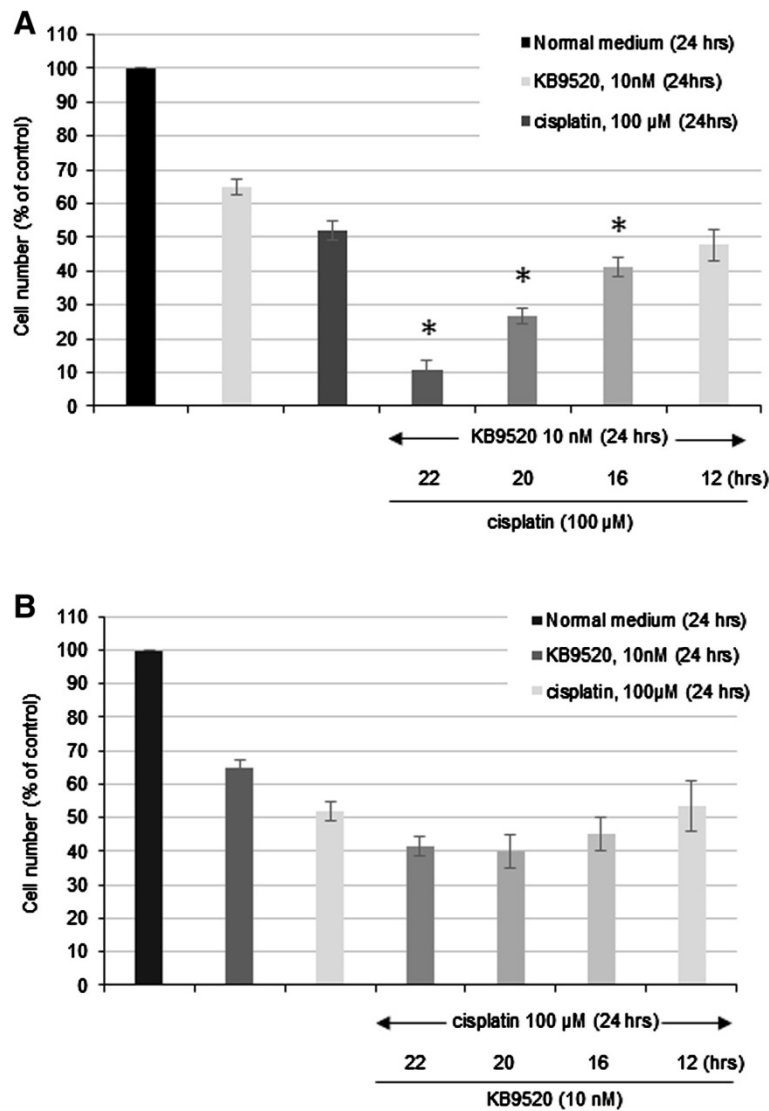 A
Cell number (% of control)
110
100
90
80
70
60
50
40
30
20
10
0
Normal medium (24 hrs)
KB9520, 10nM (24hrs)
cisplatin, 100 µM (24hrs)
*
*
*
KB9520 10 nM (24 hrs)
22 20 16 12 (hrs)
cisplatin (100 µM)
B
Cell number (% of control)
110
100
90
80
70
60
50
40
30
20
10
0
Normal medium (24 hrs)
KB9520, 10nM (24 hrs)
cisplatin, 100µM (24 hrs)
cisplatin 100 µM (24 hrs)
22 20 16 12 (hrs)
KB9520 (10 nM)